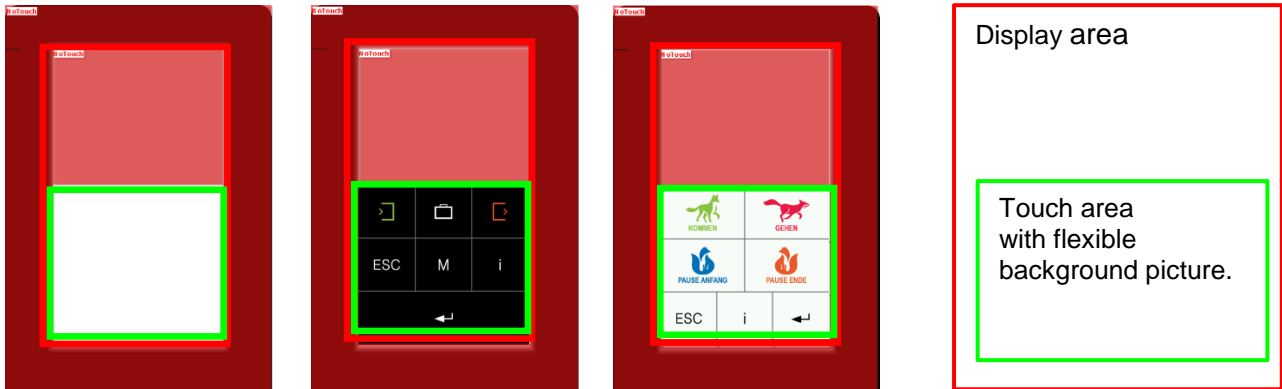 NoTouch
NoTouch
NoTouch
NoTouch
NoTouch
NoTouch
ESC
M
i
KOMMEN
GEHEN
PAUSE ANFANG
PAUSE ENDE
ESC
i
Display area
Touch area
with flexible
background picture.